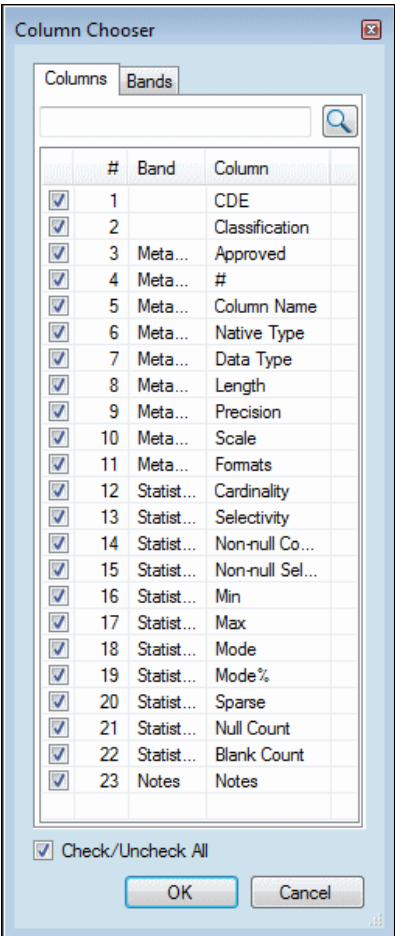 Column Chooser
Columns Bands
# Band Column
1 CDE
2 Classification
3 Meta... Approved
4 Meta... #
5 Meta... Column Name
6 Meta... Native Type
7 Meta... Data Type
8 Meta... Length
9 Meta... Precision
10 Meta... Scale
11 Meta... Formats
12 Statist... Cardinality
13 Statist... Selectivity
14 Statist... Non-null Co...
15 Statist... Non-null Sel...
16 Statist... Min
17 Statist... Max
18 Statist... Mode
19 Statist... Mode%
20 Statist... Sparse
21 Statist... Null Count
22 Statist... Blank Count
23 Notes Notes
Check/Uncheck All
OK Cancel